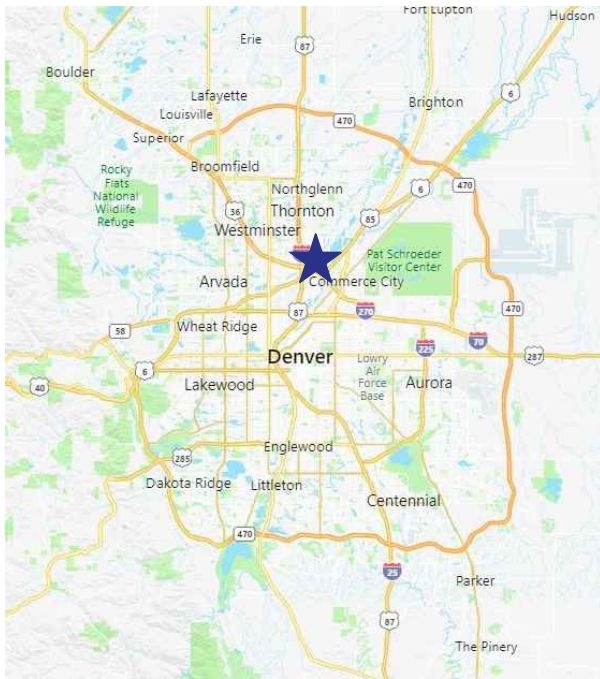 Fort Lupton
Hudson
Erie
87
Boulder
6
Lafayette
Brighton
Louisville
470
Superior
Broomfield
Rocky
Flats
National
Wildlife
Refuge
Northglenn
6
470
36
Thornton
85
Westminster
Pat Schroeder
Visitor Center
Arvada
Commerce City
87
270
470
58
Wheat Ridge
70
Denver
225
287
Lowry
Air
Force
Base
6
40
Lakewood
Aurora
Englewood
285
Dakota Ridge
Littleton
Centennial
470
25
Parker
87
The Pinery